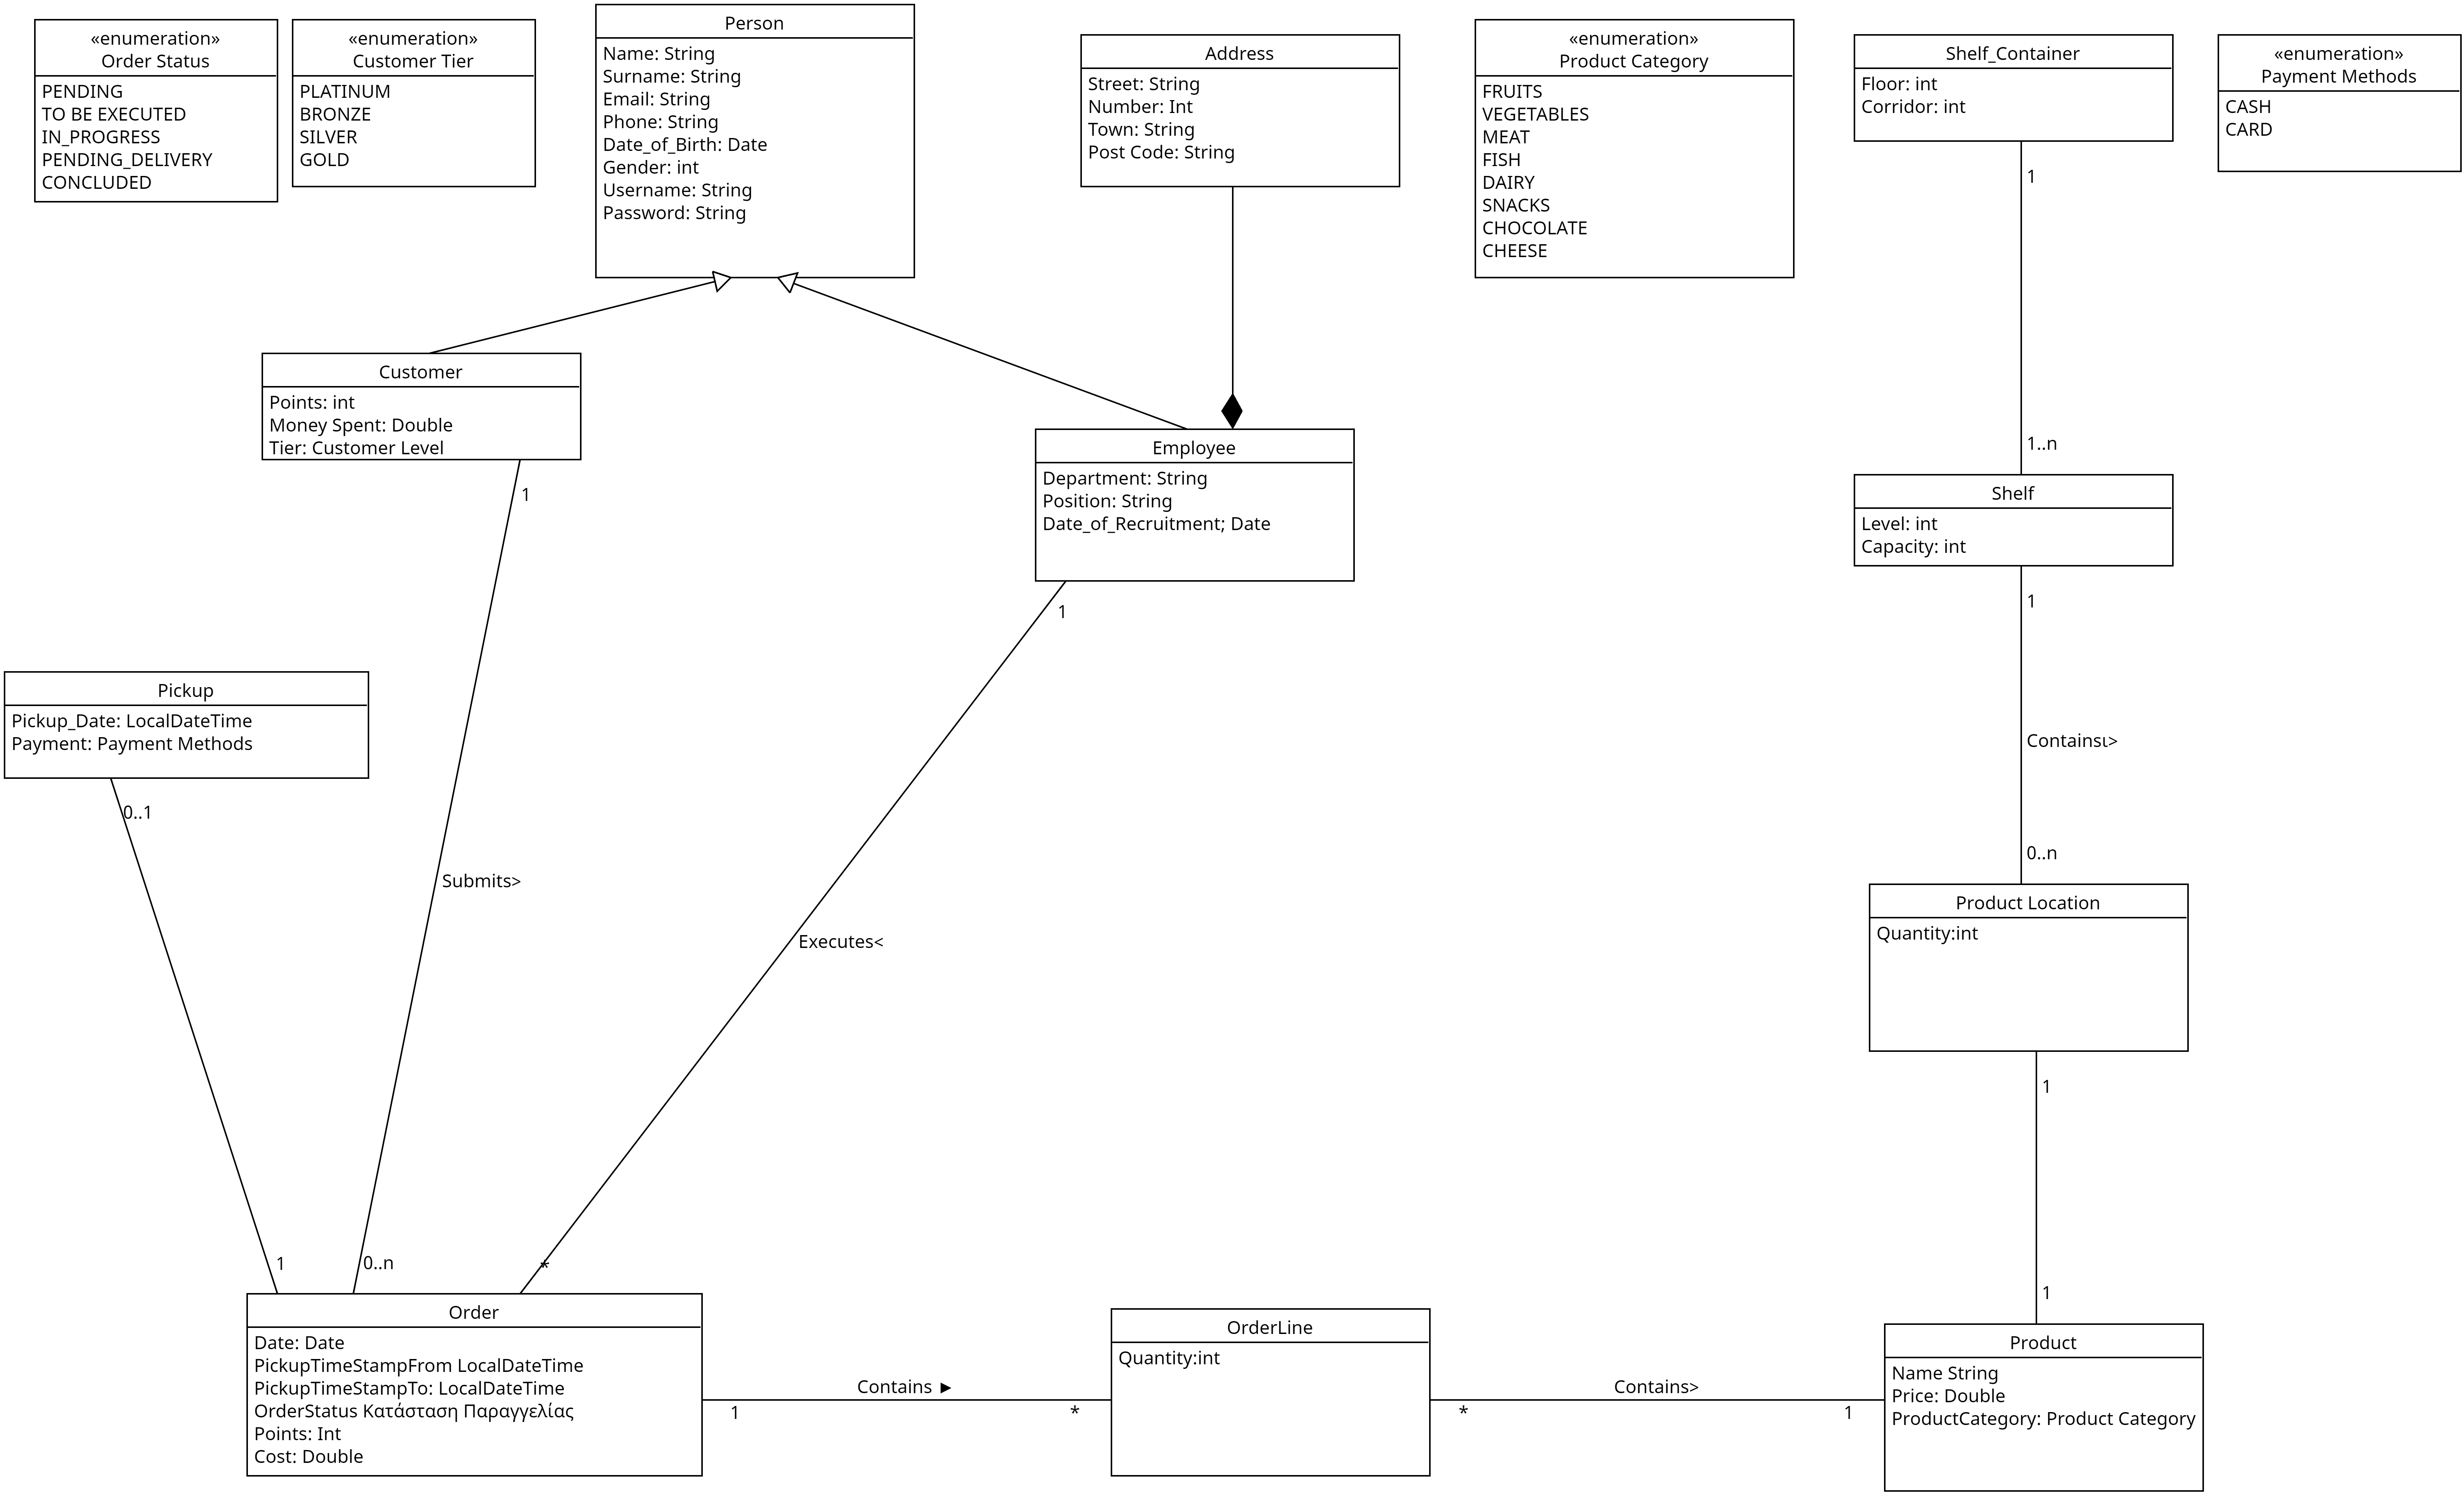 «enumeration»
Order Status
PENDING
TO BE EXECUTED
IN_PROGRESS
PENDING_DELIVERY
CONCLUDED
«enumeration»
Customer Tier
PLATINUM
BRONZE
SILVER
GOLD
Person
Name: String
Surname: String
Email: String
Phone: String
Date_of_Birth: Date
Gender: int
Username: String
Password: String
Address
Street: String
Number: Int
Town: String
Post Code: String
«enumeration»
Product Category
FRUITS
VEGETABLES
MEAT
FISH
DAIRY
SNACKS
CHOCOLATE
CHEESE
Shelf_Container
Floor: int
Corridor: int
«enumeration»
Payment Methods
CASH
CARD
1
1..n
Customer
Points: int
Money Spent: Double
Tier: Customer Level
1
Employee
Department: String
Position: String
Date_of_Recruitment; Date
1
Shelf
Level: int
Capacity: int
1
Containsι>
0..n
Pickup
Pickup_Date: LocalDateTime
Payment: Payment Methods
0..1
Submits>
Executes<
Product Location
Quantity:int
1
1
1
0..n
*
Order
Date: Date
PickupTimeStampFrom LocalDateTime
PickupTimeStampTo: LocalDateTime
OrderStatus Κατάσταση Παραγγελίας
Points: Int
Cost: Double
Contains ►
1
*
OrderLine
Quantity:int
Contains>
*
1
Product
Name String
Price: Double
ProductCategory: Product Category